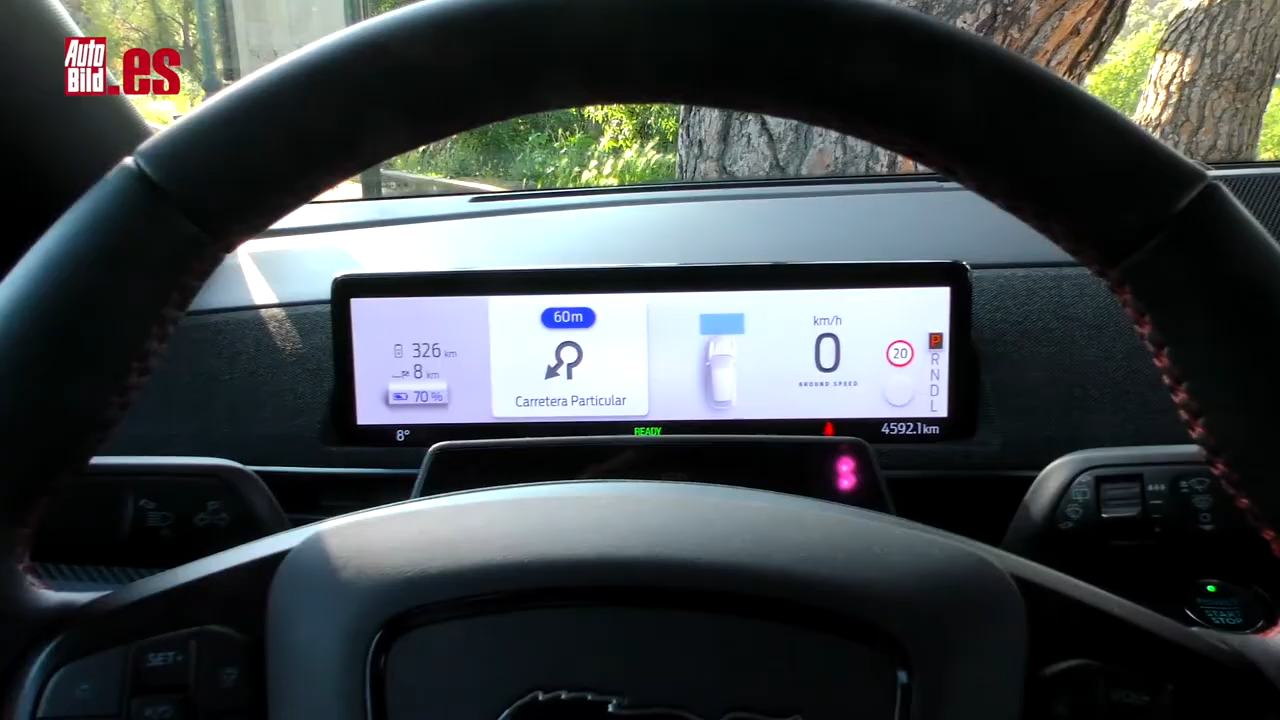 Auto
Bild
.es
60m
326 km
8 km
70 %
Carretera Particular
km/h
0
GROUND SPEED
20
P
R
N
D
L
8°
READY
4592.1km
SET+
START
STOP